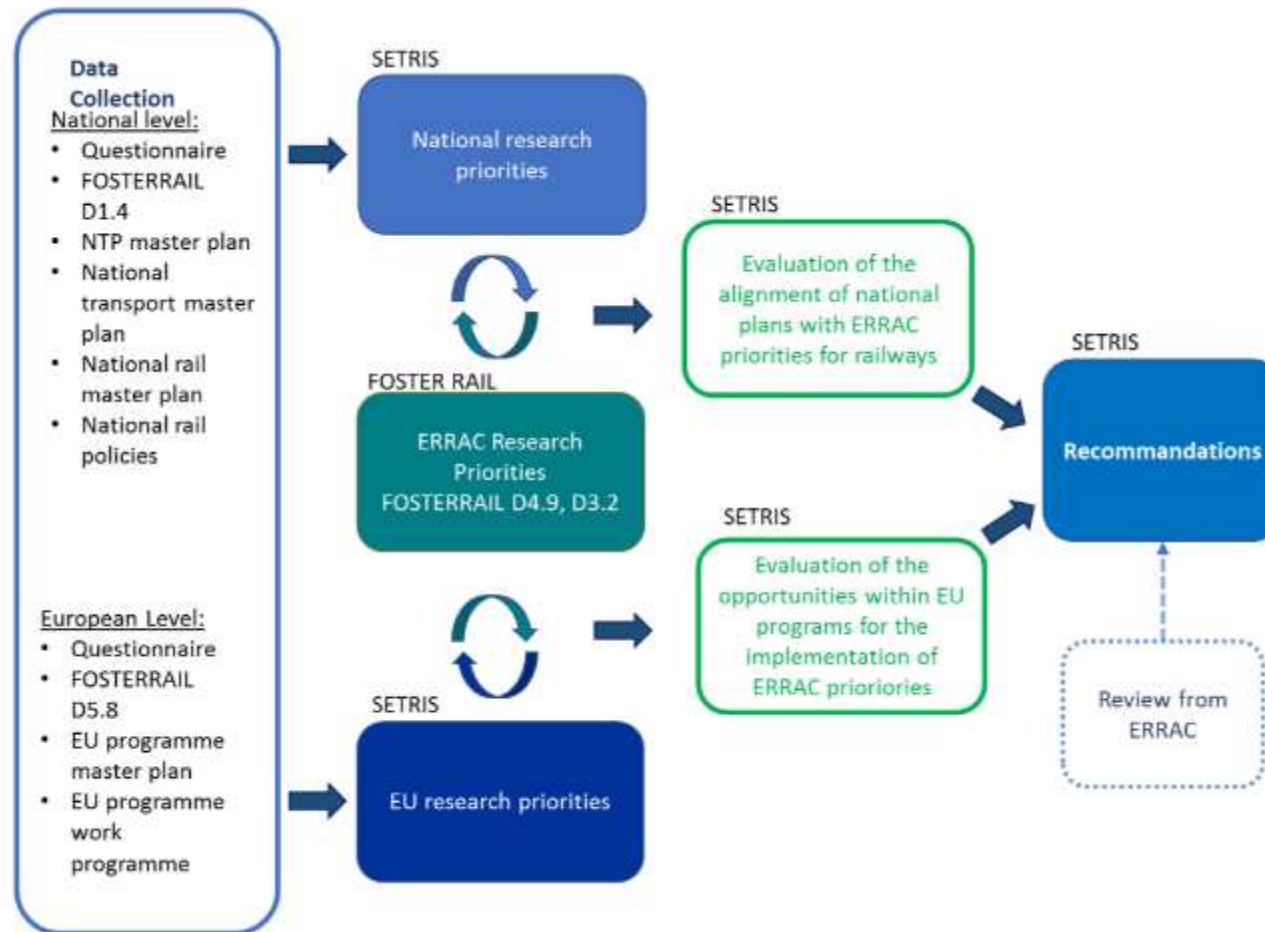 Data
Collection
National level:
• Questionnaire
• FOSTERRAIL
D1.4
• NTP master plan
• National
transport master
plan
• National rail
master plan
• National rail
policies
European Level:
• Questionnaire
• FOSTERRAIL
D5.8
• EU programme
master plan
• EU programme
work
programme
SETRIS
National research
priorities
FOSTER RAIL
ERRAC Research
Priorities
FOSTERRAIL D4.9, D3.2
SETRIS
EU research priorities
SETRIS
Evaluation of the
alignment of national
plans with ERRAC
priorities for railways
SETRIS
Evaluation of the
opportunities within EU
programs for the
implementation of
ERRAC prioriories
SETRIS
Recommandations
Review from
ERRAC